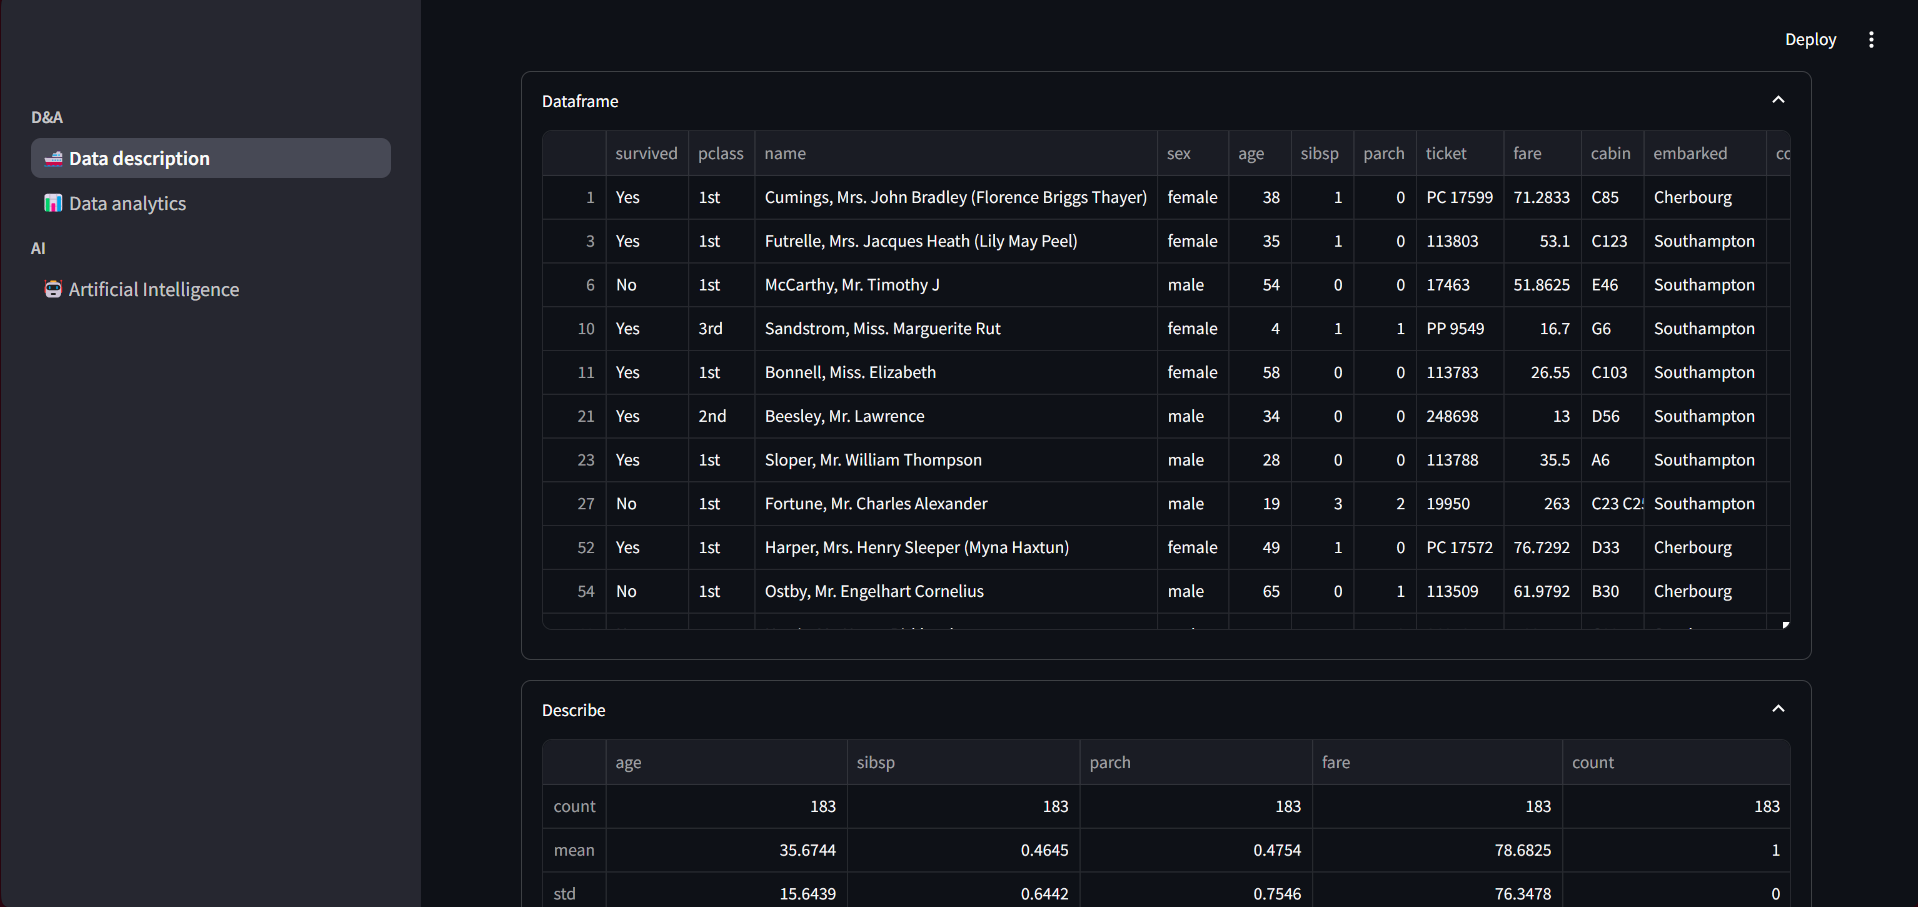 Deploy
D&A
Data description
Data analytics
AI
Artificial Intelligence
Dataframe
survived pclass name sex age sibsp parch ticket fare cabin embarked
1 Yes 1st Cumings, Mrs. John Bradley (Florence Briggs Thayer) female 38 1 0 PC 17599 71.2833 C85 Cherbourg
3 Yes 1st Futrelle, Mrs. Jacques Heath (Lily May Peel) female 35 1 0 113803 53.1 C123 Southampton
6 No 1st McCarthy, Mr. Timothy J male 54 0 0 17463 51.8625 E46 Southampton
10 Yes 3rd Sandstrom, Miss. Marguerite Rut female 4 1 1 PP 9549 16.7 G6 Southampton
11 Yes 1st Bonnell, Miss. Elizabeth female 58 0 0 113783 26.55 C103 Southampton
21 Yes 2nd Beesley, Mr. Lawrence male 34 0 0 248698 13 D56 Southampton
23 Yes 1st Sloper, Mr. William Thompson male 28 0 0 113788 35.5 A6 Southampton
27 No 1st Fortune, Mr. Charles Alexander male 19 3 2 19950 263 C23 Southampton
52 Yes 1st Harper, Mrs. Henry Sleeper (Myna Haxtun) female 49 1 0 PC 17572 76.7292 D33 Cherbourg
54 No 1st Ostby, Mr. Engelhart Cornelius male 65 0 1 113509 61.9792 B30 Cherbourg
Describe
age sibsp parch fare count
count 183 183 183 183 183
mean 35.6744 0.4645 0.4754 78.6825 1
std 15.6439 0.6442 0.7546 76.3478 0